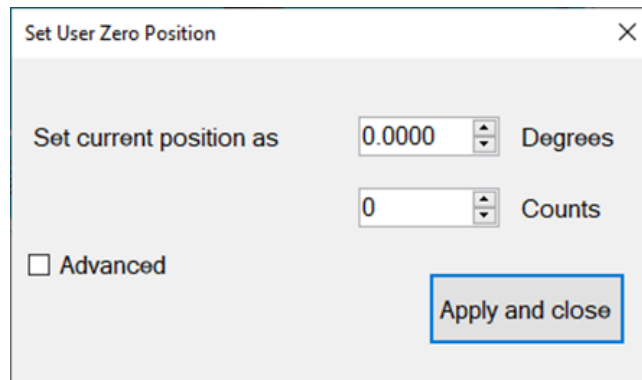 Set User Zero Position
Set current position as 0.0000 Degrees
0 Counts
Advanced
Apply and close